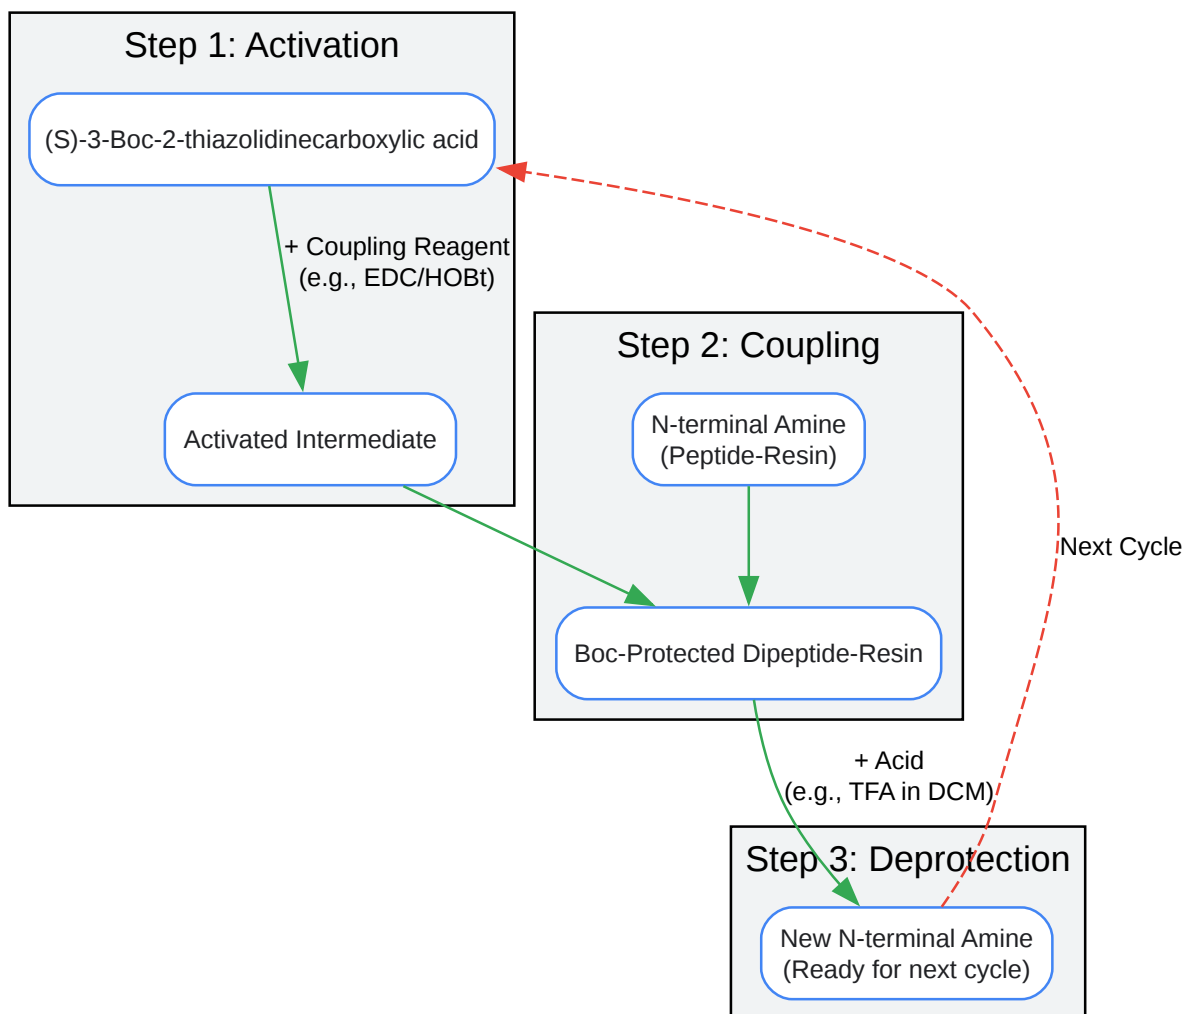 Step 1: Activation
(S)-3-Boc-2-thiazolidinecarboxylic acid
+ Coupling Reagent
(e.g., EDC/HOBt)
Activated Intermediate
Step 2: Coupling
N-terminal Amine
(Peptide-Resin)
Next Cycle
Boc-Protected Dipeptide-Resin
+ Acid
(e.g., TFA in DCM)
Step 3: Deprotection
New N-terminal Amine
(Ready for next cycle)